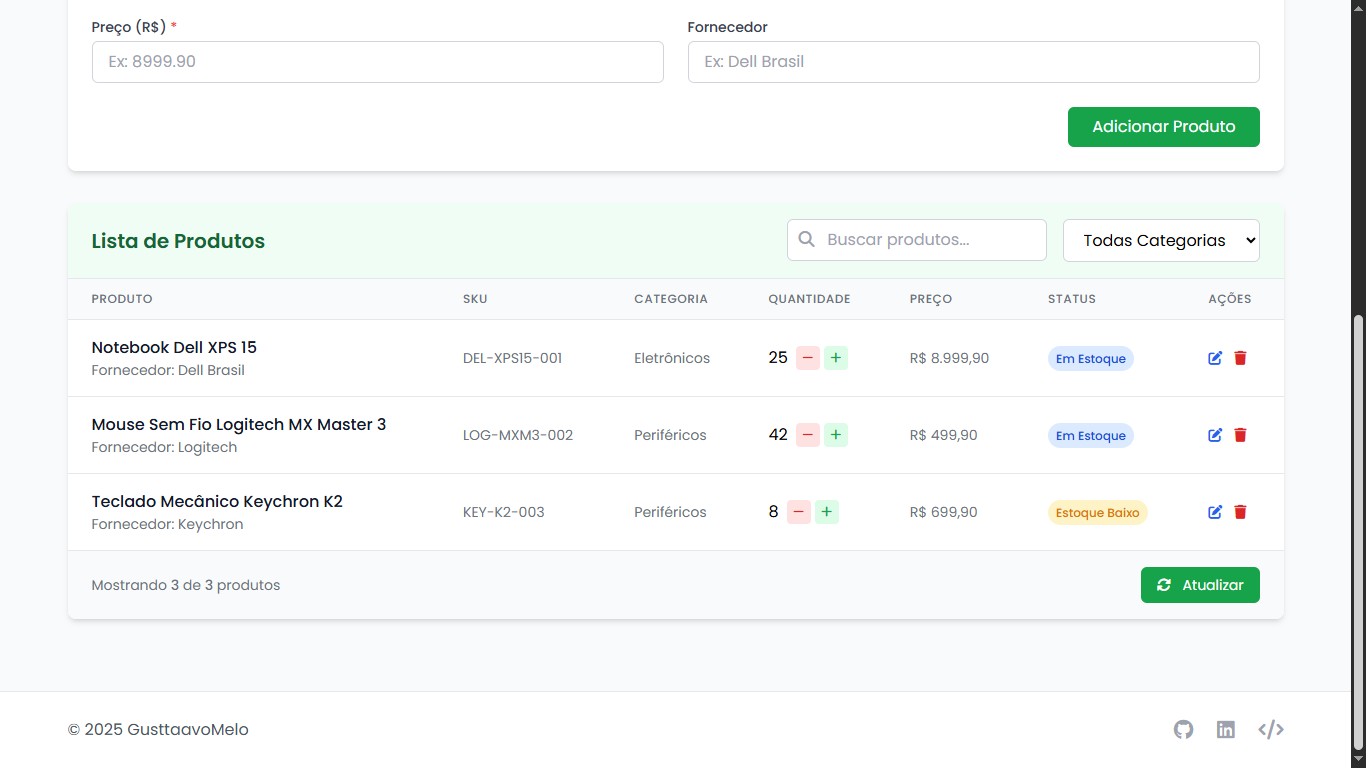 Preço (R$) * Fornecedor
Ex: 8999.90 Ex: Dell Brasil
Adicionar Produto
Lista de Produtos Buscar produtos... Todas Categorias
PRODUTO SKU CATEGORIA QUANTIDADE PREÇO STATUS AÇÕES
Notebook Dell XPS 15
Fornecedor: Dell Brasil
DEL-XPS15-001 Eletrônicos 25 − + R$ 8.999,90 Em Estoque
Mouse Sem Fio Logitech MX Master 3
Fornecedor: Logitech
LOG-MXM3-002 Periféricos 42 − + R$ 499,90 Em Estoque
Teclado Mecânico Keychron K2
Fornecedor: Keychron
KEY-K2-003 Periféricos 8 − + R$ 699,90 Estoque Baixo
Mostrando 3 de 3 produtos Atualizar
© 2025 GusttaavoMelo